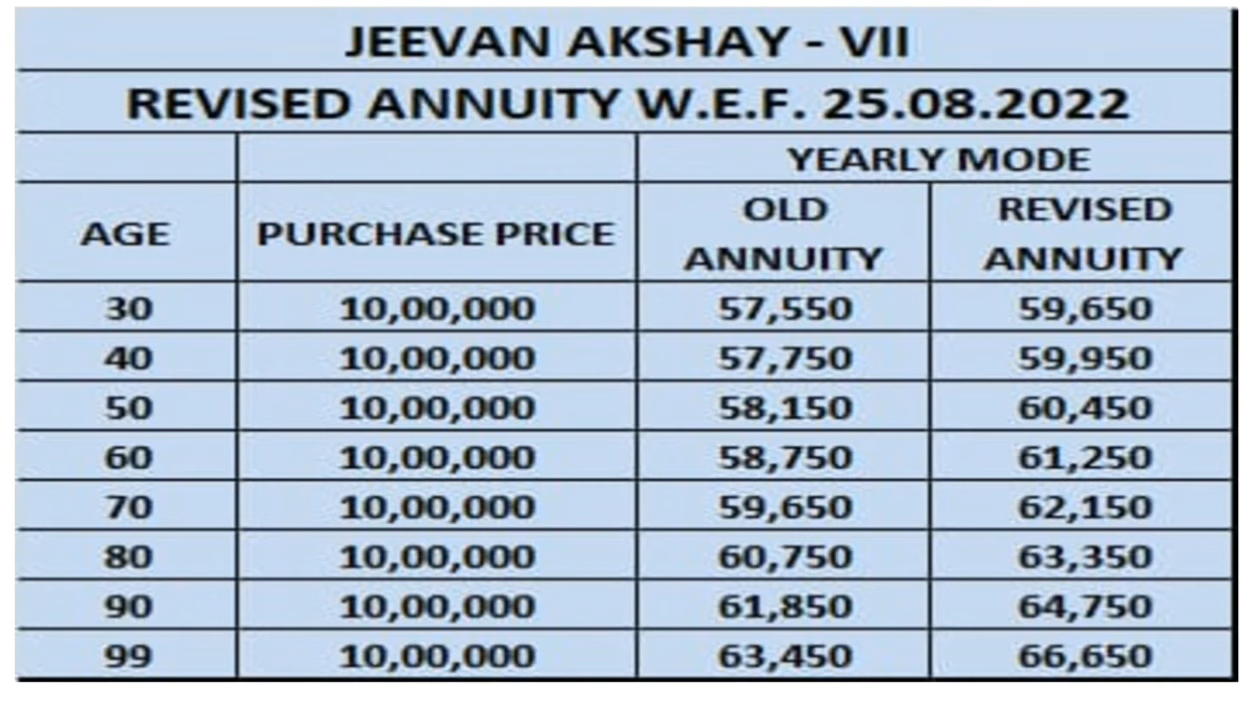 JEEVAN AKSHAY - VII
REVISED ANNUITY W.E.F. 25.08.2022
YEARLY MODE
AGE PURCHASE PRICE OLD ANNUITY REVISED ANNUITY
30 10,00,000 57,550 59,650
40 10,00,000 57,750 59,950
50 10,00,000 58,150 60,450
60 10,00,000 58,750 61,250
70 10,00,000 59,650 62,150
80 10,00,000 60,750 63,350
90 10,00,000 61,850 64,750
99 10,00,000 63,450 66,650